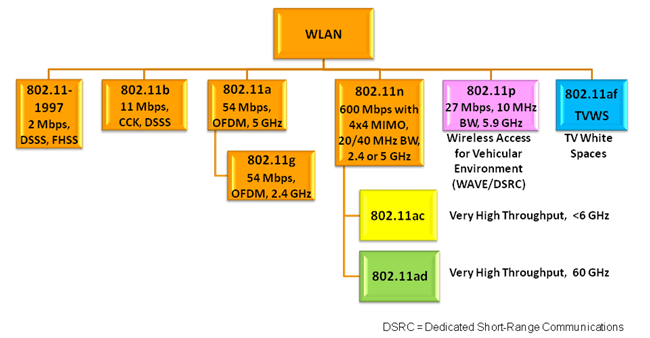 WLAN
802.11-
1997
2 Mbps,
DSSS, FHSS
802.11b
11 Mbps,
CCK, DSSS
802.11a
54 Mbps,
OFDM, 5 GHz
802.11g
54 Mbps,
OFDM, 2.4 GHz
802.11n
600 Mbps with
4x4 MIMO,
20/40 MHz BW,
2.4 or 5 GHz
802.11p
27 Mbps, 10 MHz
BW, 5.9 GHz
Wireless Access
for Vehicular
Environment
(WAVE/DSRC)
802.11af
TVWS
TV White
Spaces
802.11ac
Very High Throughput, <6 GHz
802.11ad
Very High Throughput, 60 GHz
DSRC = Dedicated Short-Range Communications